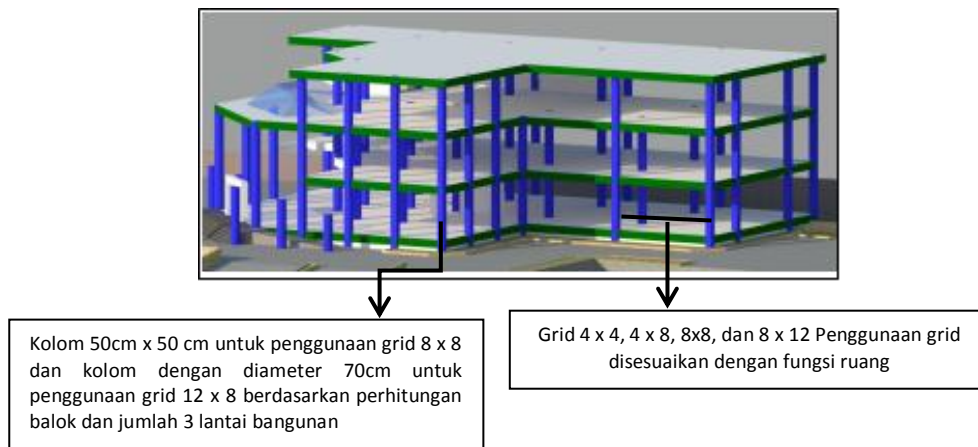 Kolom 50cm x 50 cm untuk penggunaan grid 8 x 8
dan kolom dengan diameter 70cm untuk
penggunaan grid 12 x 8 berdasarkan perhitungan
balok dan jumlah 3 lantai bangunan
Grid 4 x 4, 4 x 8, 8x8, dan 8 x 12 Penggunaan grid
disesuaikan dengan fungsi ruang